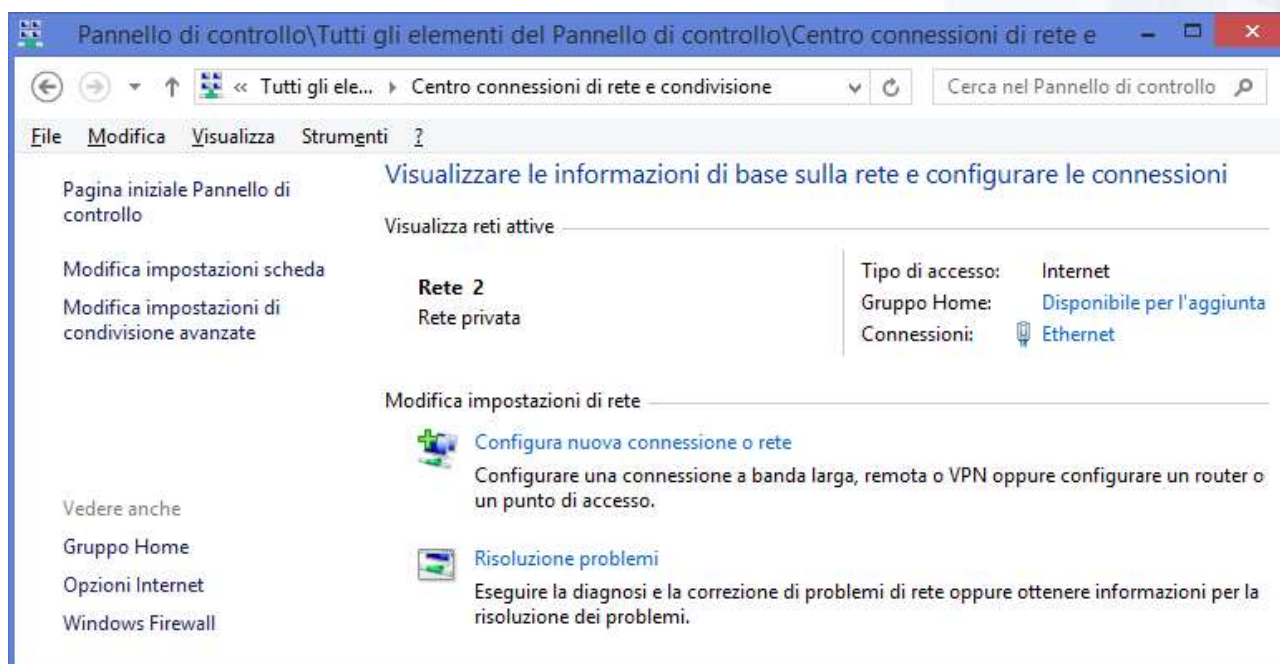 Pannello di controllo\Tutti gli elementi del Pannello di controllo\Centro connessioni di rete e
« Tutti gli ele... Centro connessioni di rete e condivisione
Cerca nel Pannello di controllo
File Modifica Visualizza Strumenti ?
Pagina iniziale Pannello di
controllo
Modifica impostazioni scheda
Modifica impostazioni di
condivisione avanzate
Vedere anche
Gruppo Home
Opzioni Internet
Windows Firewall
Visualizzare le informazioni di base sulla rete e configurare le connessioni
Visualizza reti attive
Rete 2
Rete privata
Tipo di accesso: Internet
Gruppo Home: Disponibile per l'aggiunta
Connessioni: Ethernet
Modifica impostazioni di rete
Configura nuova connessione o rete
Configurare una connessione a banda larga, remota o VPN oppure configurare un router o
un punto di accesso.
Risoluzione problemi
Eseguire la diagnosi e la correzione di problemi di rete oppure ottenere informazioni per la
risoluzione dei problemi.